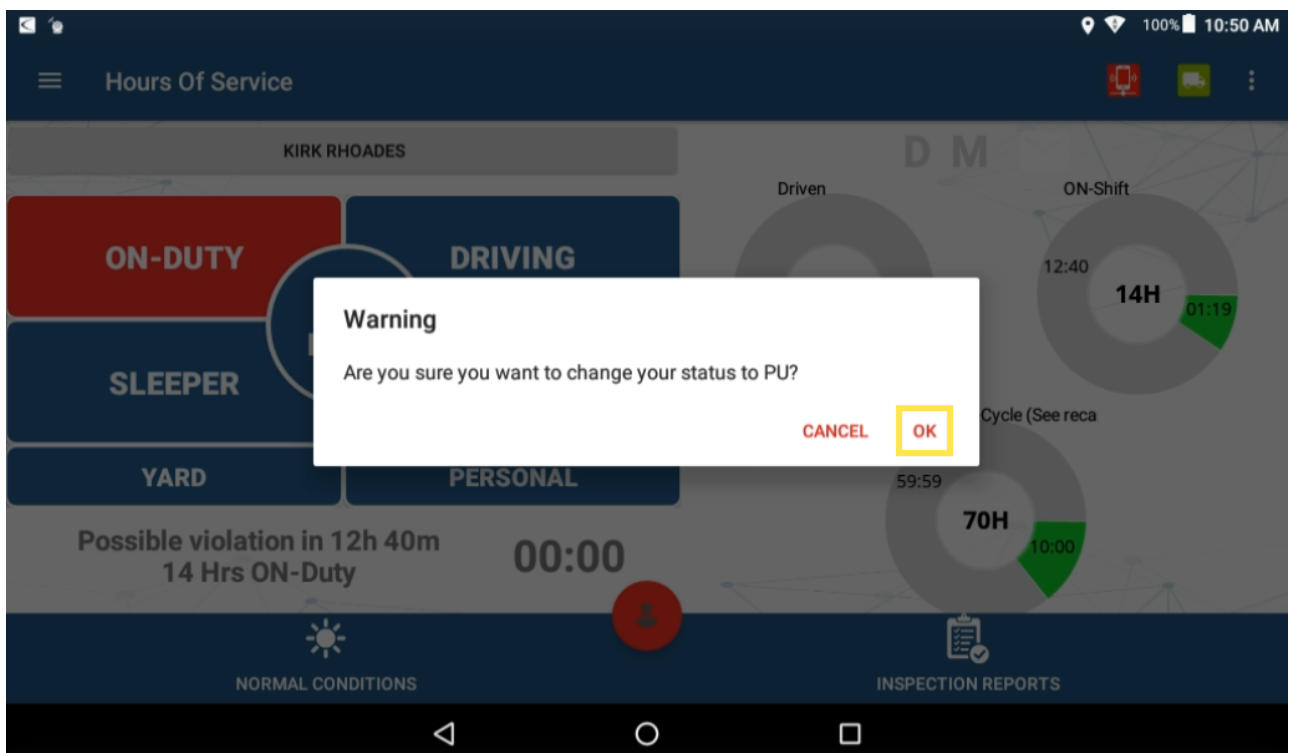 100% 10:50 AM
Hours Of Service
KIRK RHOADES
D M
Driven
ON-Shift
ON-DUTY
DRIVING
12:40
14H
01:19
Warning
Are you sure you want to change your status to PU?
CANCEL
OK
SLEEPER
Cycle (See reca
YARD
PERSONAL
59:59
70H
10:00
Possible violation in 12h 40m
14 Hrs ON-Duty
00:00
NORMAL CONDITIONS
INSPECTION REPORTS